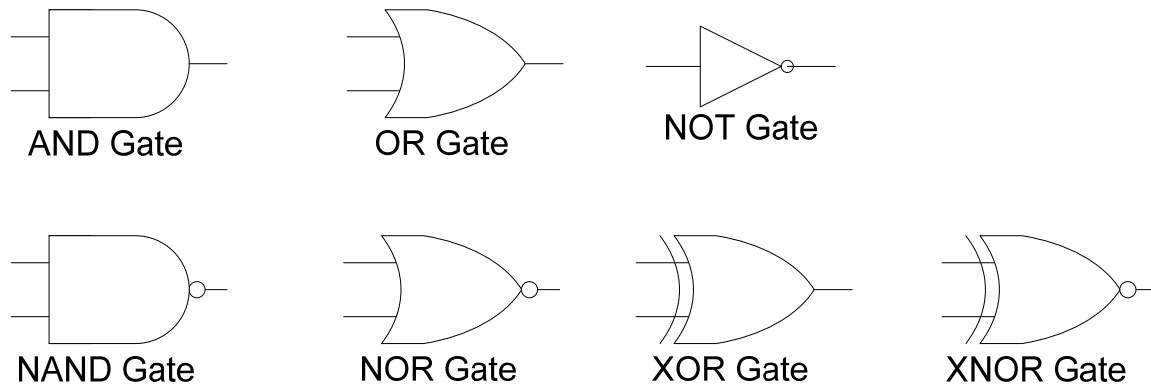 AND Gate
OR Gate
NOT Gate
NAND Gate
NOR Gate
XOR Gate
XNOR Gate